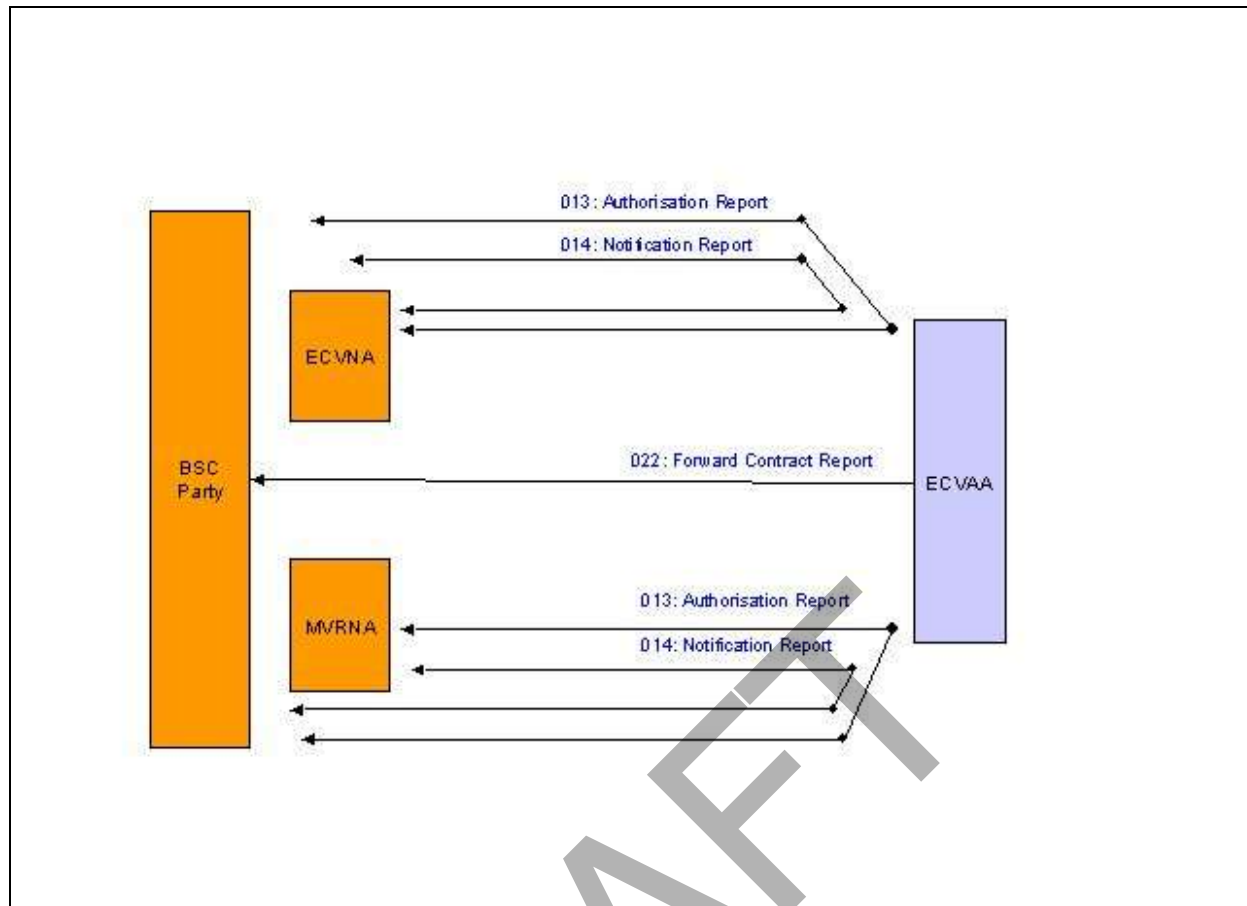 013: Authorisation Report
014: Notification Report
ECVNA
022: Forward Contract Report
BSC
Party
ECVAA
013: Authorisation Report
MVRNA
014: Notification Report
AFT